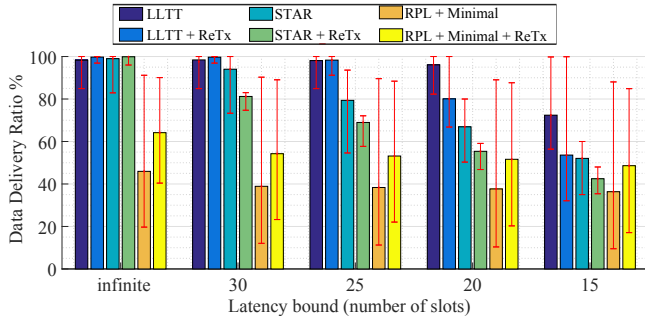 LLTT STAR RPL + Minimal
LLTT + ReTx STAR + ReTx RPL + Minimal + ReTx
Data Delivery Ratio %
100
80
60
40
20
0
infinite 30 25 20 15
Latency bound (number of slots)